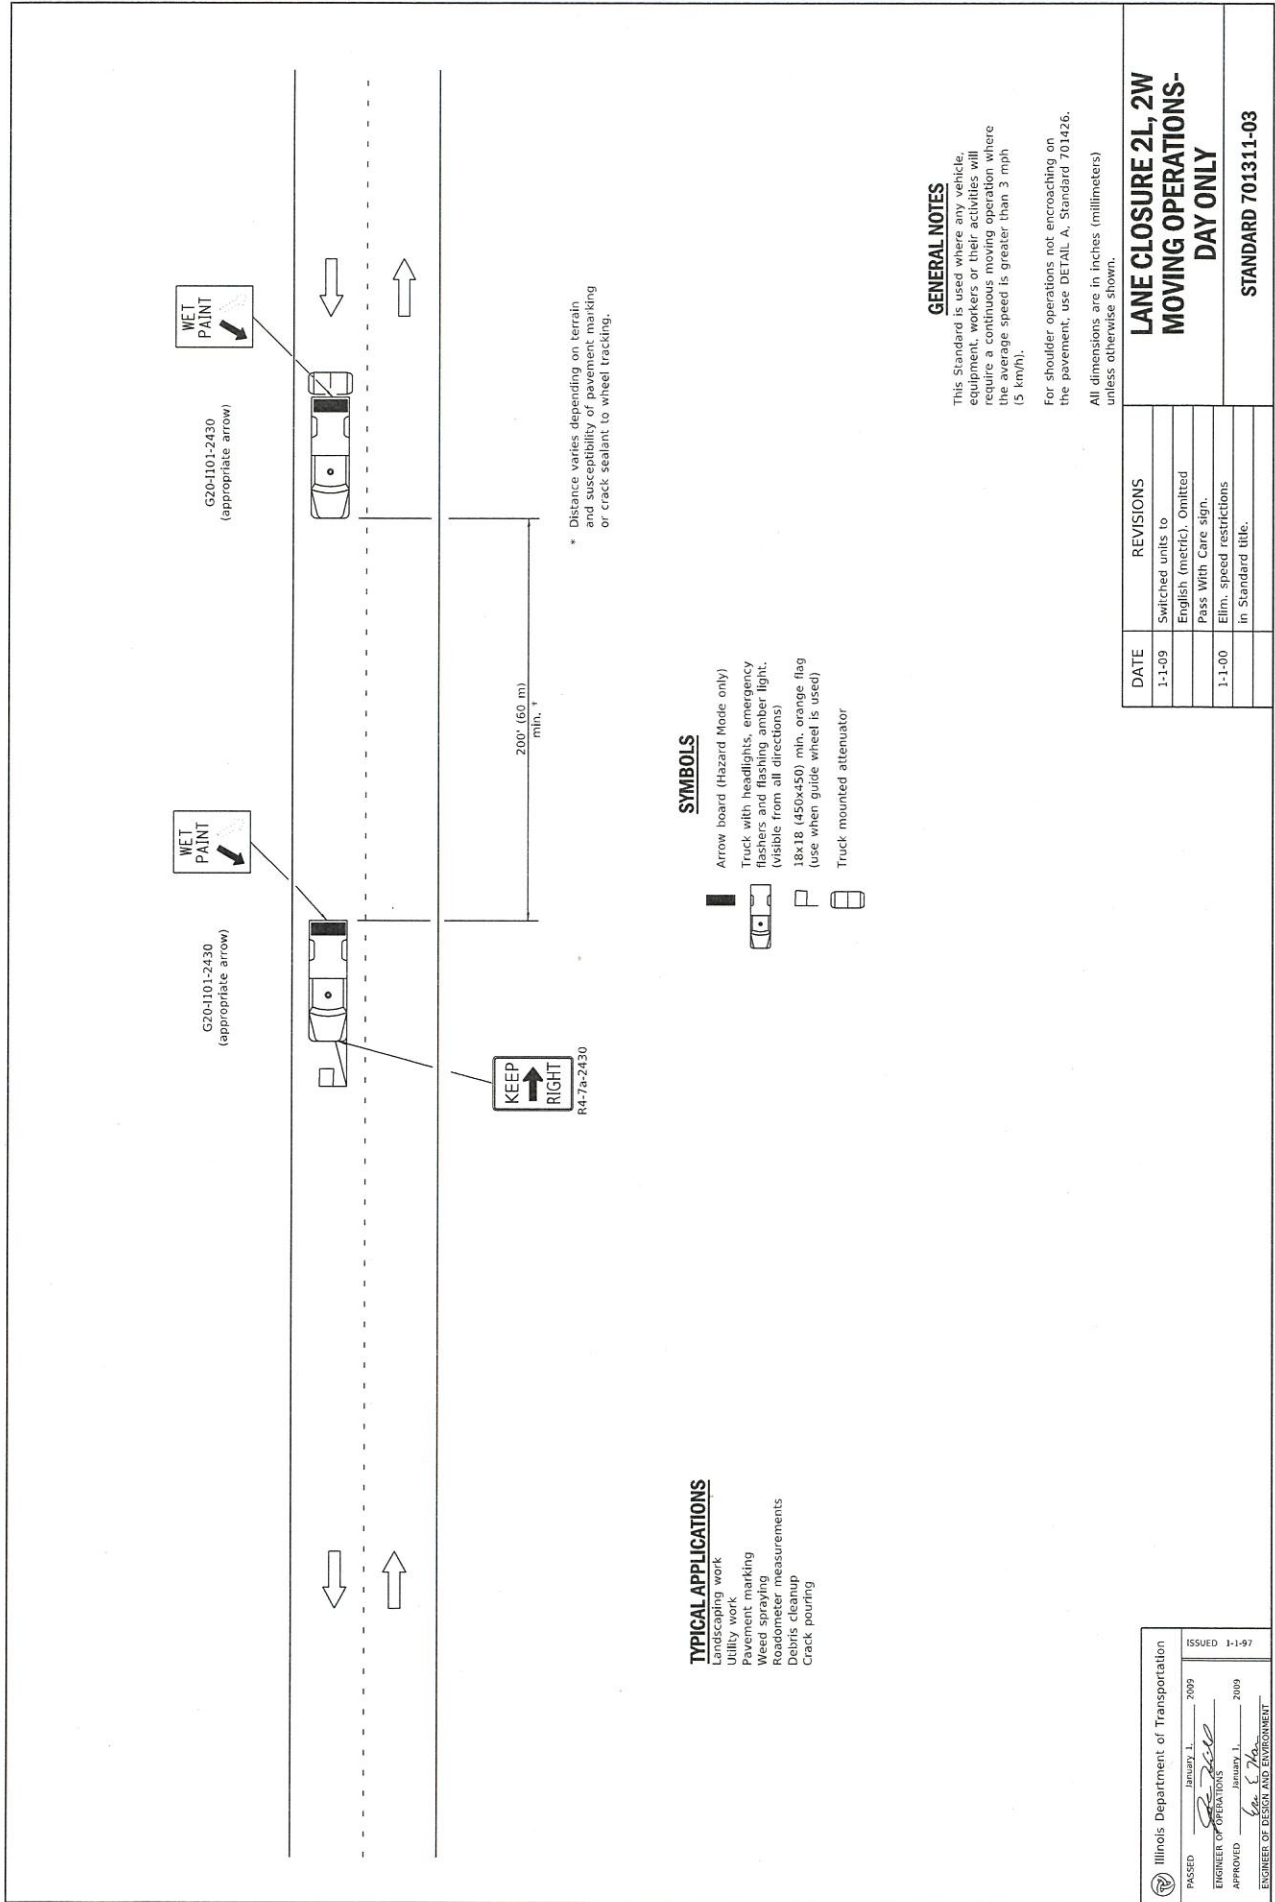 WET
PAINT
WET
PAINT
G20-I101-2430
(appropriate arrow)
G20-I101-2430
(appropriate arrow)
KEEP
RIGHT
R4-7a-2430
200' (60 m)
min. *
* Distance varies depending on terrain
and susceptibility of pavement marking
or crack sealant to wheel tracking.
TYPICAL APPLICATIONS
Landscaping work
Utility work
Pavement marking
Weed spraying
Roadometer measurements
Debris cleanup
Crack pouring
SYMBOLS
Arrow board (Hazard Mode only)
Truck with headlights, emergency
flashers and flashing amber light.
(visible from all directions)
18x18 (450x450) min. orange flag
(use when guide wheel is used)
Truck mounted attenuator
GENERAL NOTES
This Standard is used where any vehicle,
equipment, workers or their activities will
require a continuous moving operation where
the average speed is greater than 3 mph
(5 km/h).
For shoulder operations not encroaching on
the pavement, use DETAIL A, Standard 701426.
All dimensions are in inches (millimeters)
unless otherwise shown.
Illinois Department of Transportation
PASSED January 1, 2009
ENGINEER OF OPERATIONS
APPROVED January 1, 2009
ENGINEER OF DESIGN AND ENVIRONMENT
ISSUED 1-1-97
DATE REVISIONS
1-1-09 Switched units to
English (metric). Omitted
Pass With Care sign.
1-1-00 Elim. speed restrictions
in Standard title.
LANE CLOSURE 2L, 2W
MOVING OPERATIONS-
DAY ONLY
STANDARD 701311-03